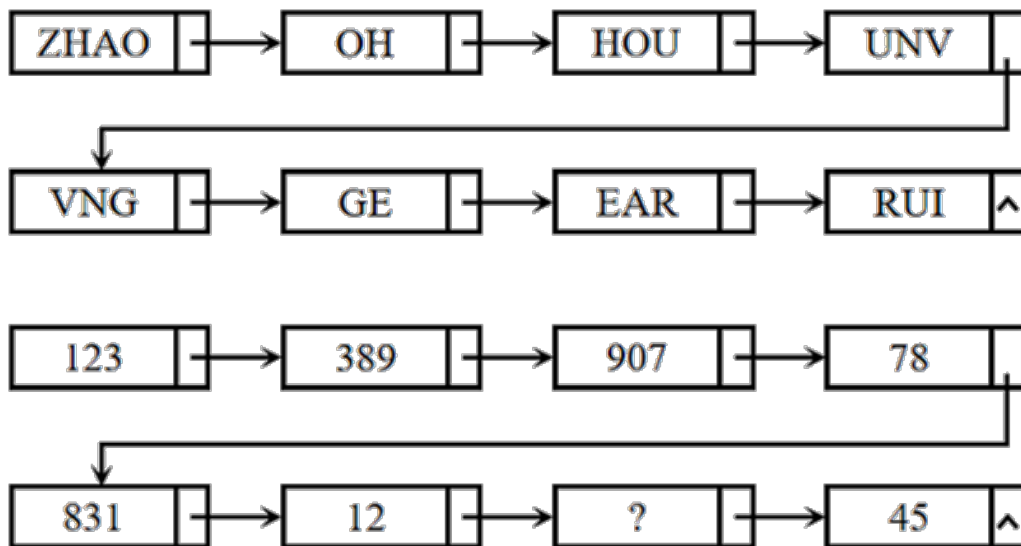 ZHAO OH HOU UNV
VNG GE EAR RUI ^
123 389 907 78
831 12 ? 45 ^